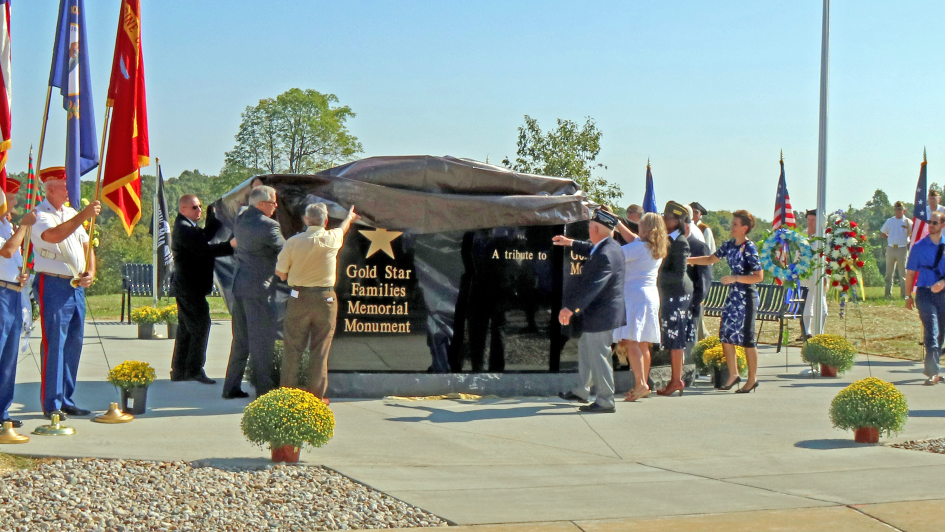 Gold Star
Families
Memorial
Monument
A tribute to